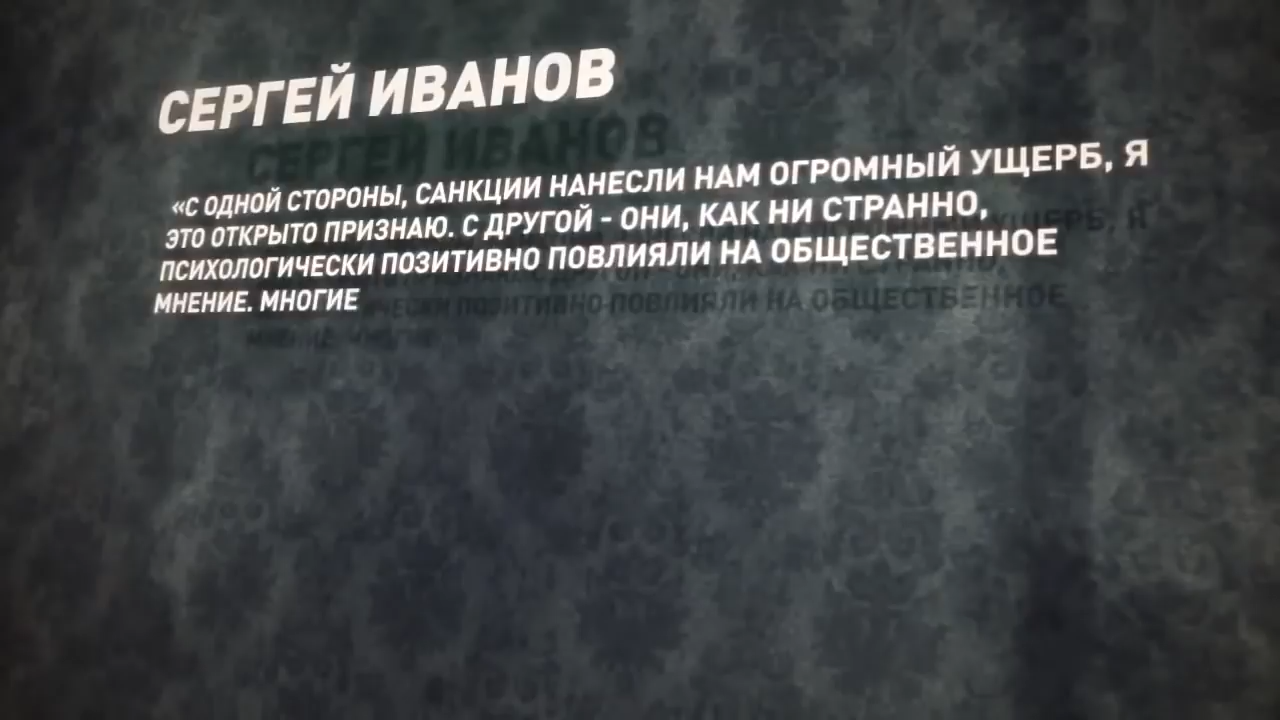 СЕРГЕЙ ИВАНОВ
«С ОДНОЙ СТОРОНЫ, САНКЦИИ НАНЕСЛИ НАМ ОГРОМНЫЙ УЩЕРБ, Я
ЭТО ОТКРЫТО ПРИЗНАЮ. С ДРУГОЙ - ОНИ, КАК НИ СТРАННО,
ПСИХОЛОГИЧЕСКИ ПОЗИТИВНО ПОВЛИЯЛИ НА ОБЩЕСТВЕННОЕ
МНЕНИЕ. МНОГИЕ